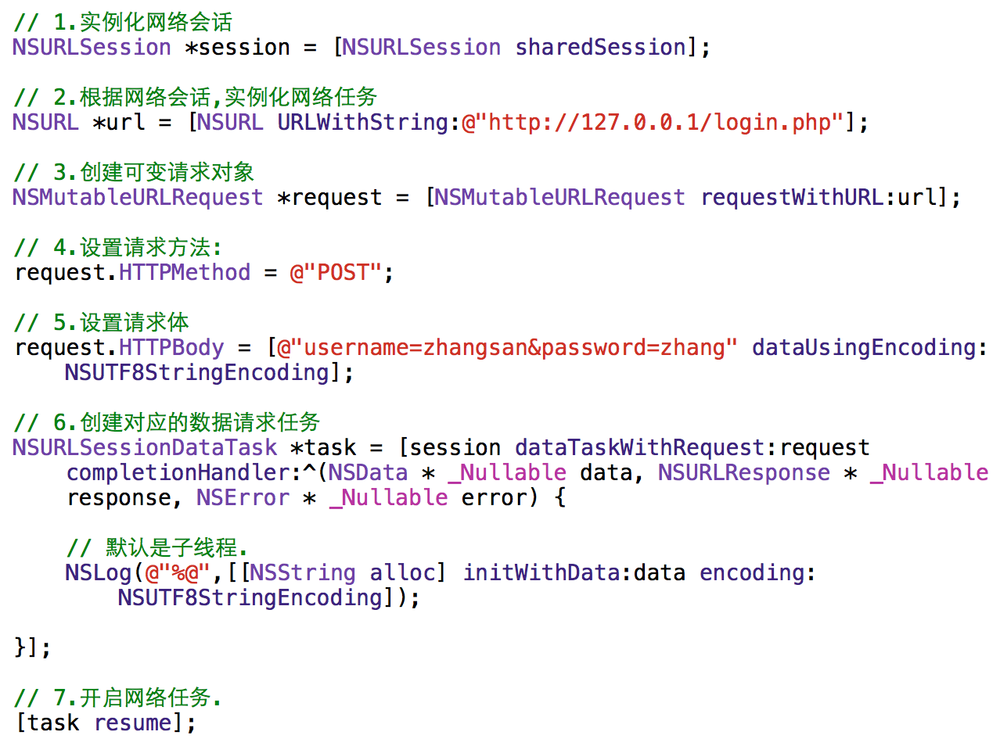 // 1.实例化网络会话
NSURLSession *session = [NSURLSession sharedSession];
// 2.根据网络会话,实例化网络任务
NSURL *url = [NSURL URLWithString:@"http://127.0.0.1/login.php"];
// 3.创建可变请求对象
NSMutableURLRequest *request = [NSMutableURLRequest requestWithURL:url];
// 4.设置请求方法:
request.HTTPMethod = @"POST";
// 5.设置请求体
request.HTTPBody = [@"username=zhangsan&password=zhang" dataUsingEncoding:
NSUTF8StringEncoding];
// 6.创建对应的数据请求任务
NSURLSessionDataTask *task = [session dataTaskWithRequest:request
completionHandler:^(NSData * _Nullable data, NSURLResponse * _Nullable
response, NSError * _Nullable error) {
// 默认是子线程.
NSLog(@"%@",[[NSString alloc] initWithData:data encoding:
NSUTF8StringEncoding]);
}];
// 7.开启网络任务.
[task resume];